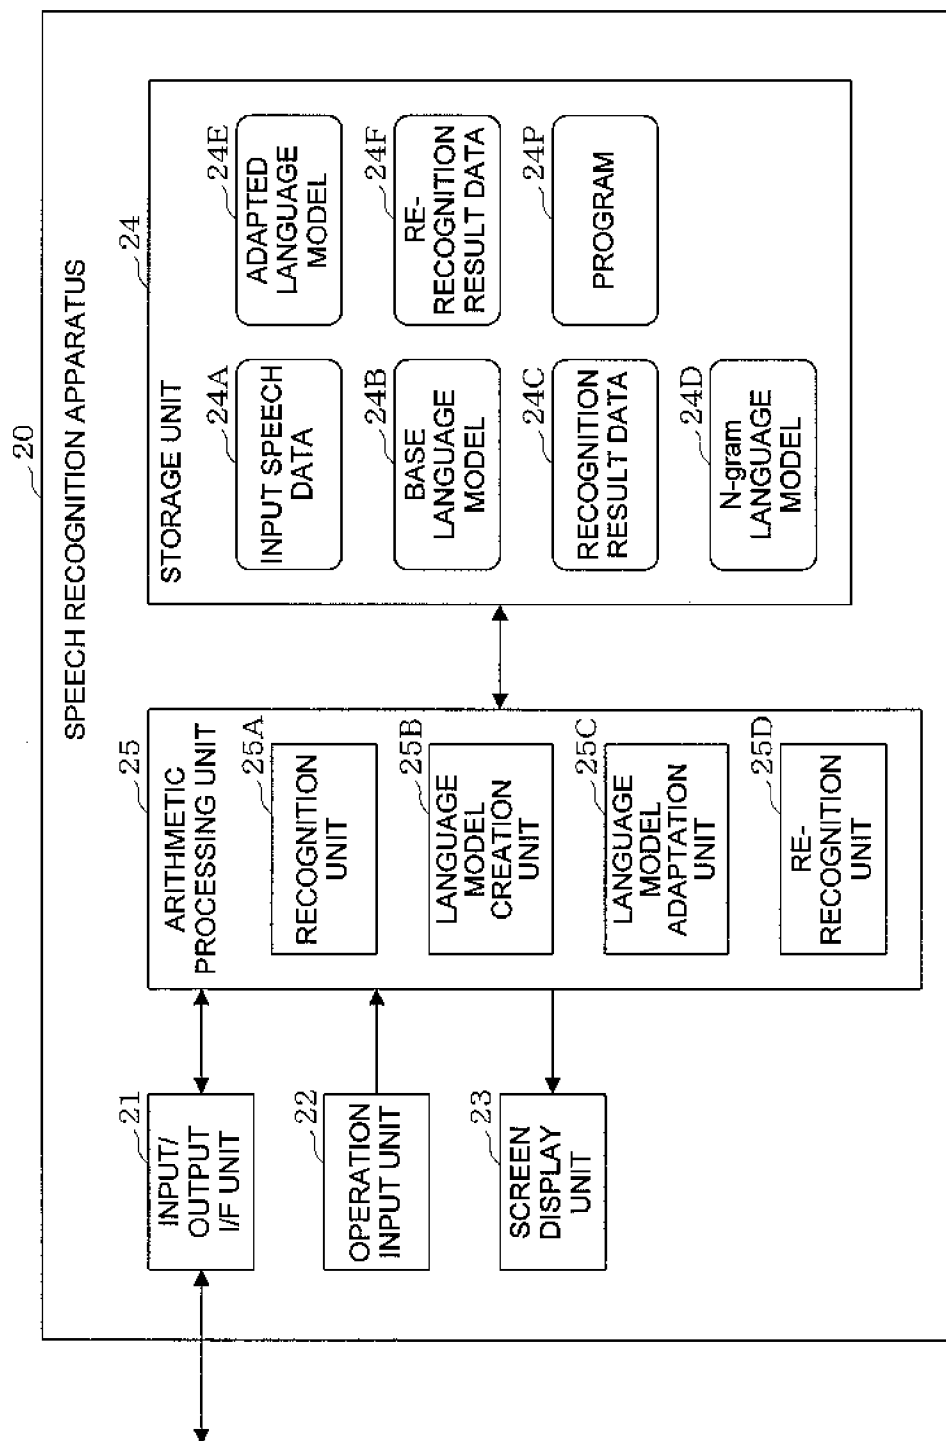 20
SPEECH RECOGNITION APPARATUS
21
INPUT/
OUTPUT
I/F UNIT
22
OPERATION
INPUT UNIT
23
SCREEN
DISPLAY
UNIT
25
ARITHMETIC
PROCESSING UNIT
25A
RECOGNITION
UNIT
25B
LANGUAGE
MODEL
CREATION
UNIT
25C
LANGUAGE
MODEL
ADAPTATION
UNIT
25D
RE-
RECOGNITION
UNIT
24
STORAGE UNIT
24A
INPUT SPEECH
DATA
24B
BASE
LANGUAGE
MODEL
24C
RECOGNITION
RESULT DATA
24D
N-gram
LANGUAGE
MODEL
24E
ADAPTED
LANGUAGE
MODEL
24F
RE-
RECOGNITION
RESULT DATA
24P
PROGRAM